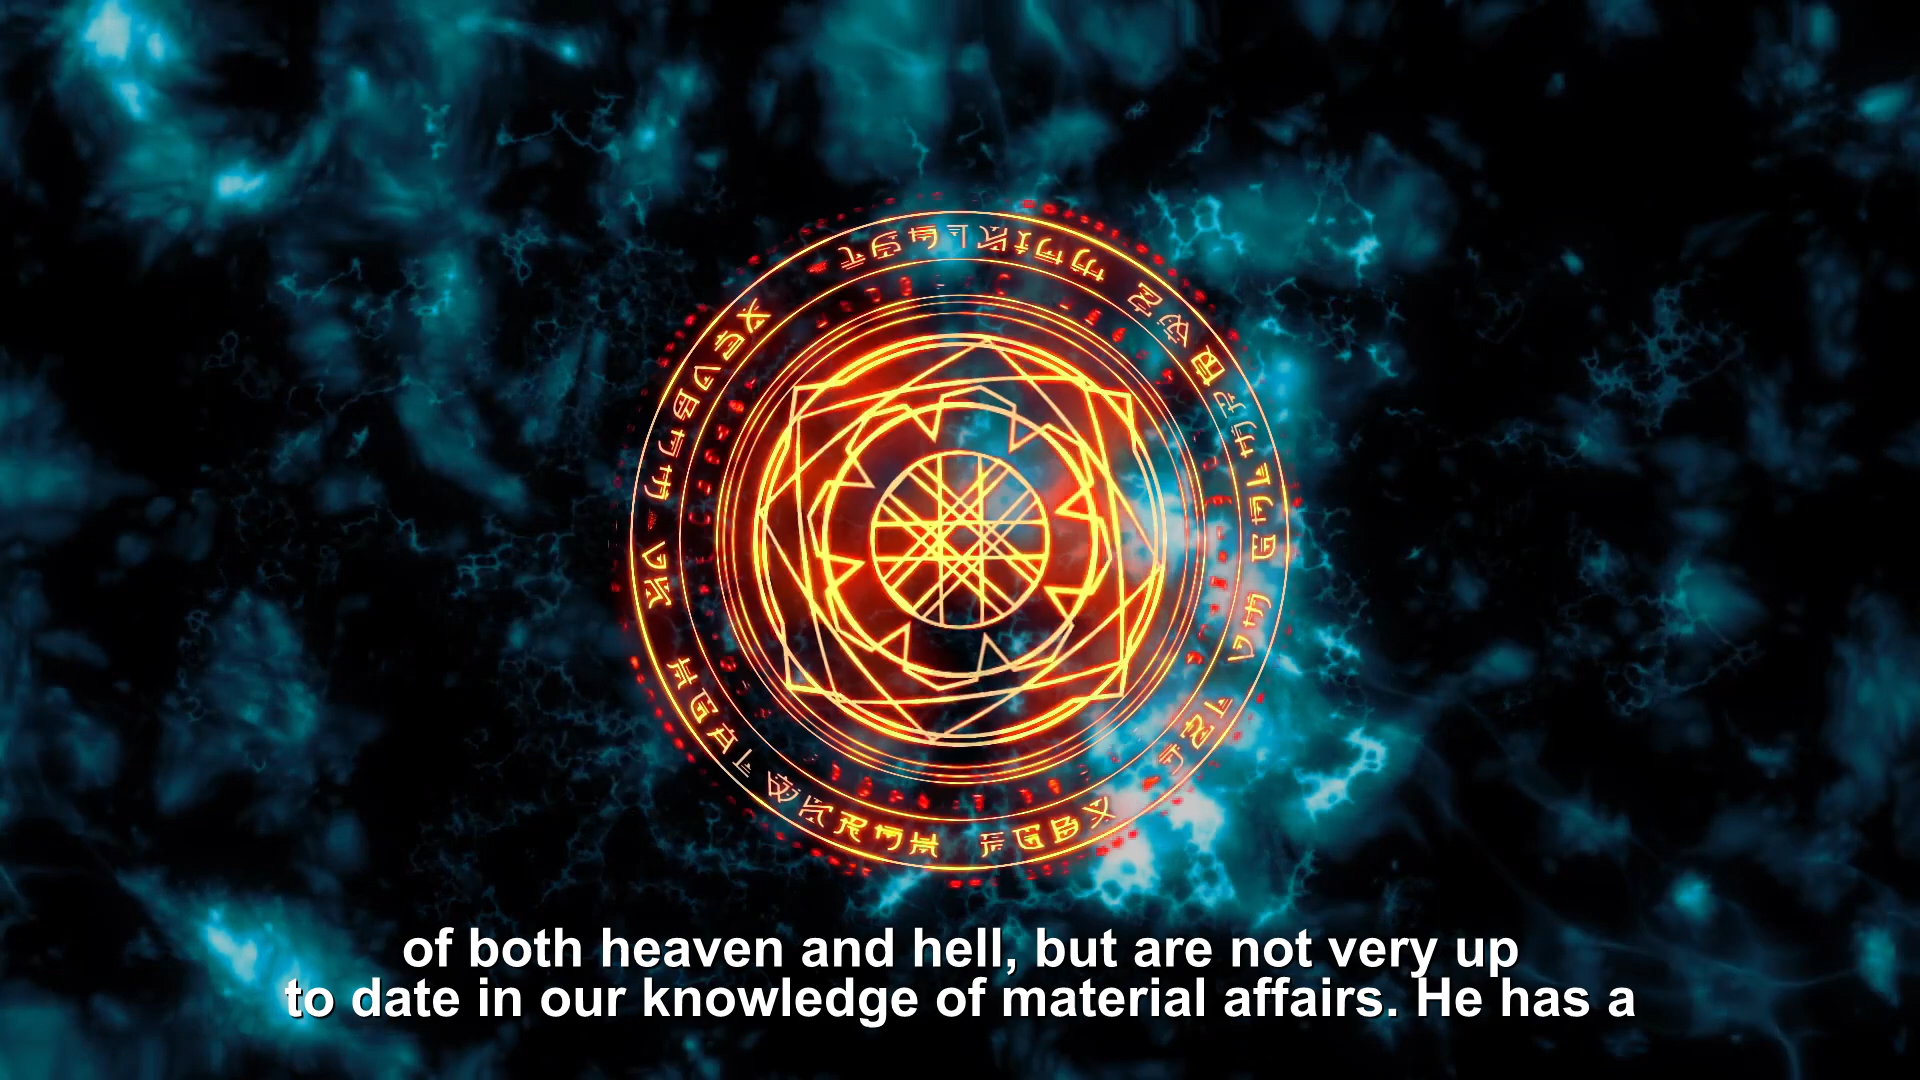 of both heaven and hell, but are not very up
to date in our knowledge of material affairs. He has a